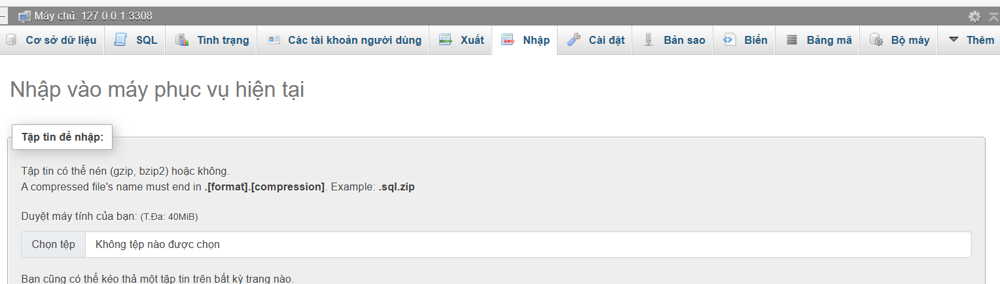 Máy chủ: 127.0.0.1:3308
Cơ sở dữ liệu SQL Tình trạng Các tài khoản người dùng Xuất Nhập Cài đặt Bản sao Biến Bảng mã Bộ máy Thêm
Nhập vào máy phục vụ hiện tại
Tập tin để nhập:
Tập tin có thể nén (gzip, bzip2) hoặc không.
A compressed file's name must end in .[format].[compression]. Example: .sql.zip
Duyệt máy tính của bạn: (T.Đa: 40MiB)
Chọn tệp Không tệp nào được chọn
Bạn cũng có thể kéo thả một tập tin trên bất kỳ trang nào.